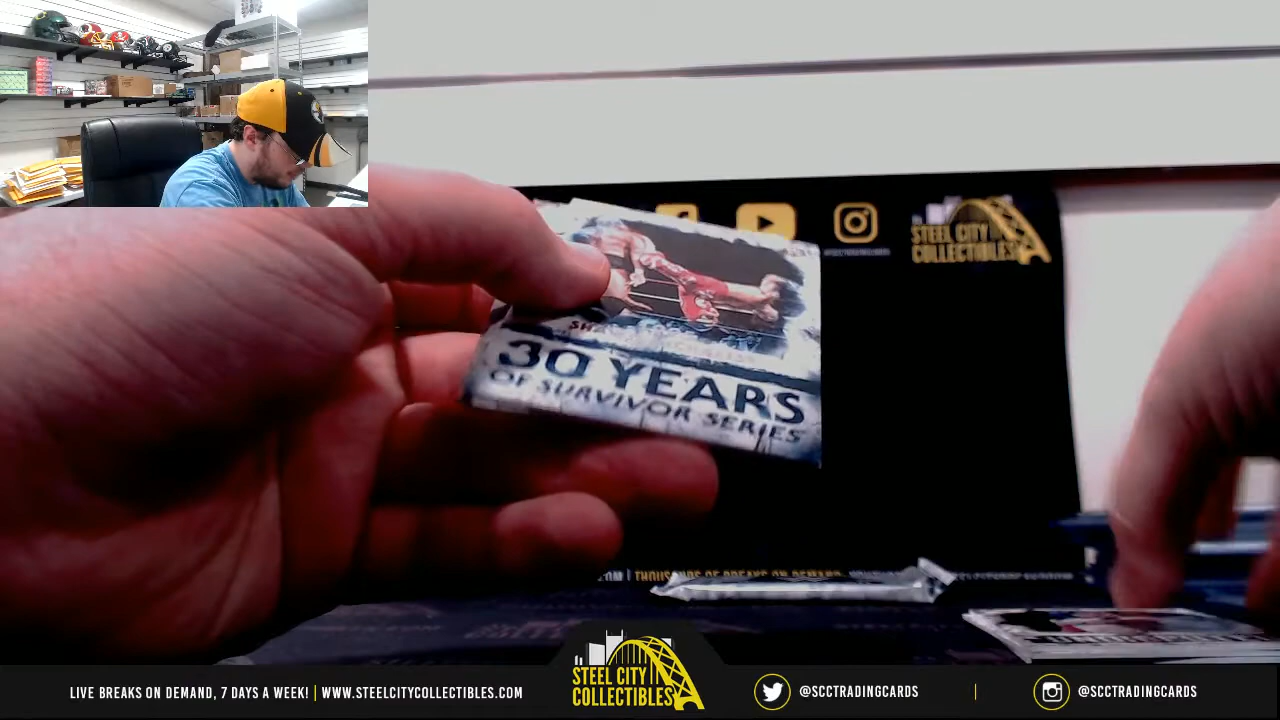 STEEL CITY
COLLECTIBLES
30 YEARS
OF SURVIVOR SERIES
THOUSANDS OF BREAKS ON DEMAND
LIVE BREAKS ON DEMAND, 7 DAYS A WEEK! | WWW.STEELCITYCOLLECTIBLES.COM
STEEL CITY
COLLECTIBLES
@SCCTRADINGCARDS | @SCCTRADINGCARDS